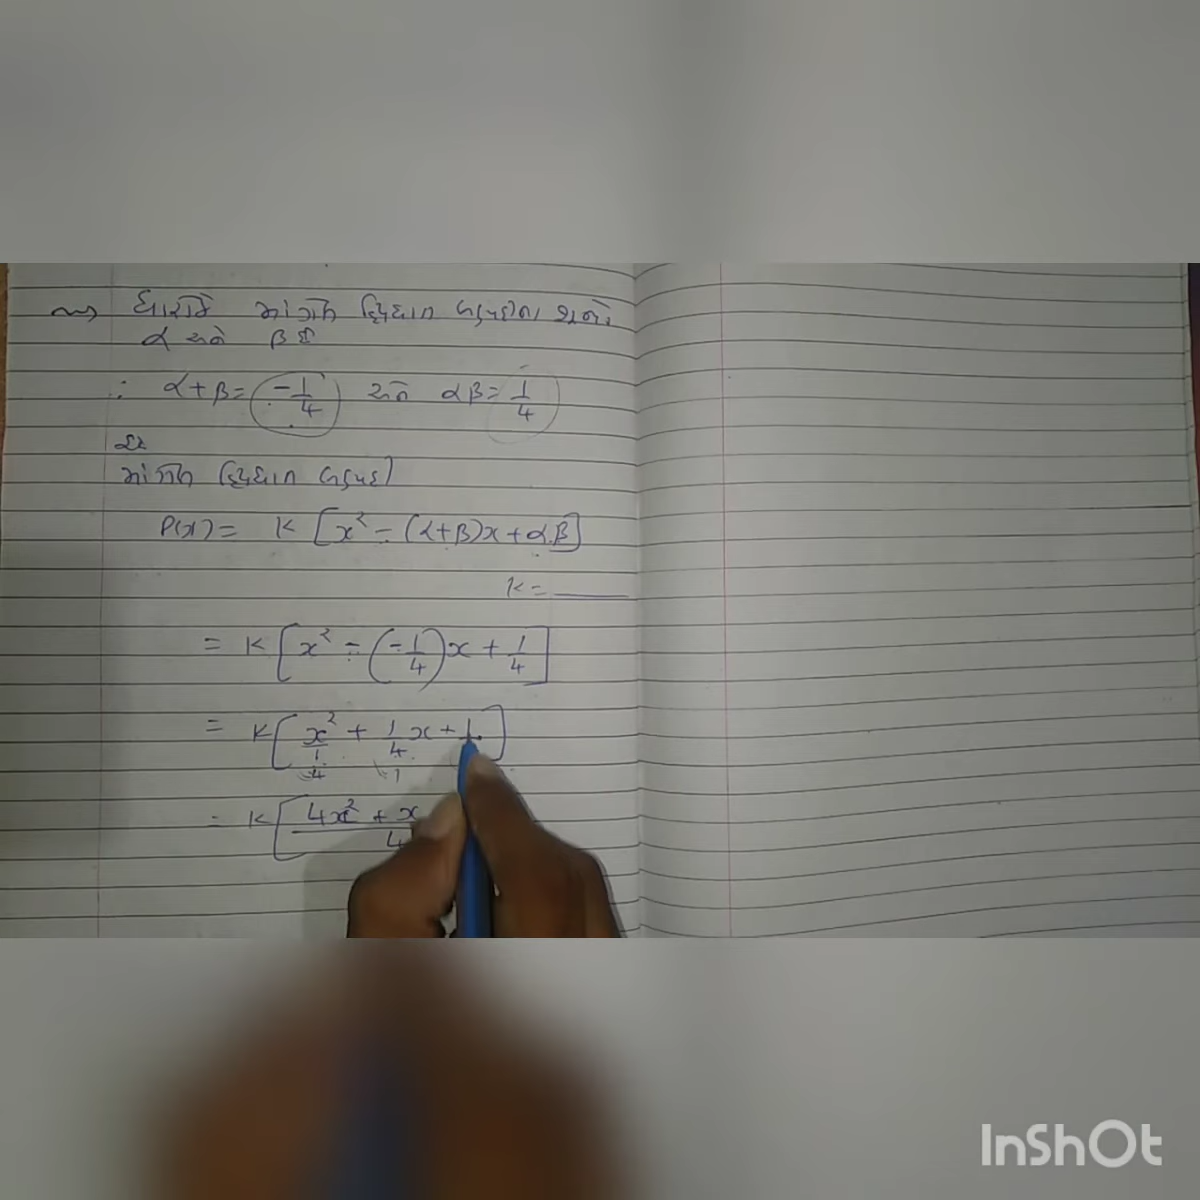 → ધારોકે માંગેલ દ્વિઘાત બહુપદીના શૂન્યો
α અને β છે
∴ α + β = -1/4 અને αβ = 1/4
માંગેલ દ્વિઘાત બહુપદી
P(x) = K [x² - (α+β)x + α.β]
K = ____
= K [x² - (-1/4)x + 1/4]
= K [x²/1 + 1/4 x + 1
= K [4x² + x
4
InShOt